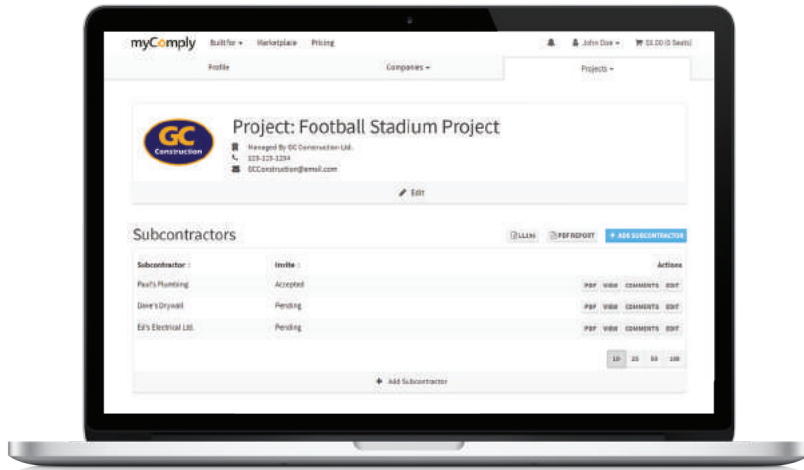 myComply Built for Marketplace Pricing John Doe $0.00 (0 Seats)
Profile Companies Projects
GC
Construction
Project: Football Stadium Project
Managed By GC Construction Ltd.
123-123-1234
GCConstruction@email.com
Edit
Subcontractors PDF REPORT + ADD SUBCONTRACTOR
Subcontractor Invite Actions
Paul's Plumbing Accepted PDF VIEW COMMENTS EDIT
Dave's Drywall Pending PDF VIEW COMMENTS EDIT
Ed's Electrical Ltd. Pending PDF VIEW COMMENTS EDIT
10 25 50 100
+ Add Subcontractor